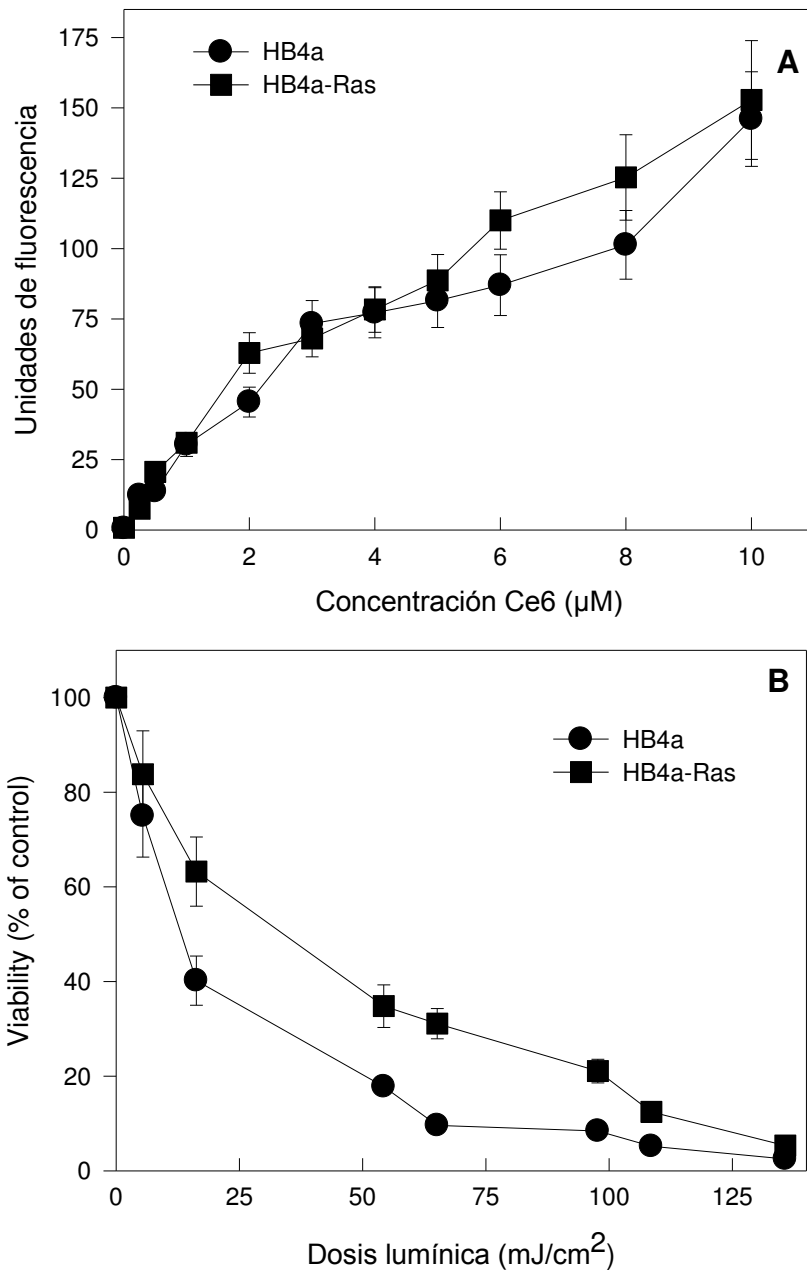 A
HB4a
HB4a-Ras
175
150
125
100
75
50
25
0
Unidades de fluorescencia
0 2 4 6 8 10
Concentración Ce6 (µM)
B
HB4a
HB4a-Ras
100
80
60
40
20
0
Viability (% of control)
0 25 50 75 100 125
Dosis lumínica (mJ/cm²)